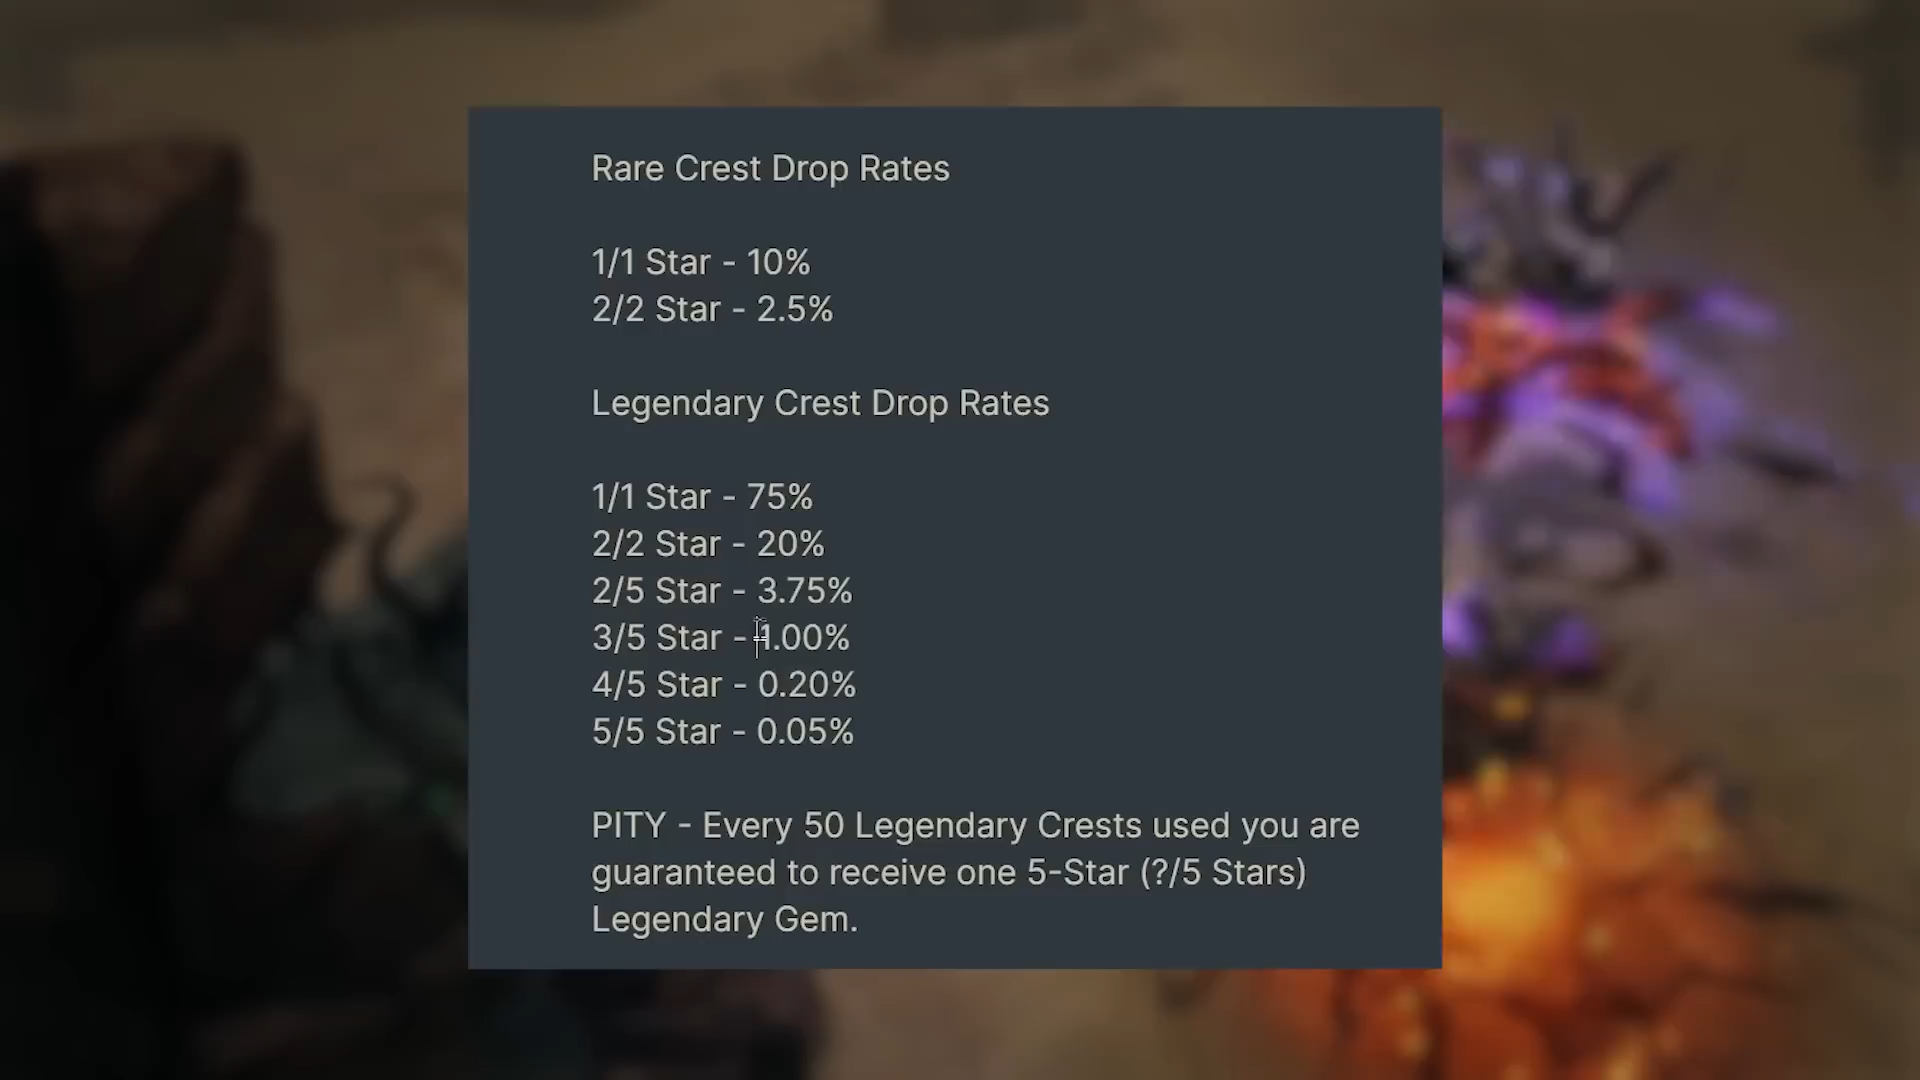 Rare Crest Drop Rates
1/1 Star - 10%
2/2 Star - 2.5%
Legendary Crest Drop Rates
1/1 Star - 75%
2/2 Star - 20%
2/5 Star - 3.75%
3/5 Star - 1.00%
4/5 Star - 0.20%
5/5 Star - 0.05%
PITY - Every 50 Legendary Crests used you are
guaranteed to receive one 5-Star (?/5 Stars)
Legendary Gem.